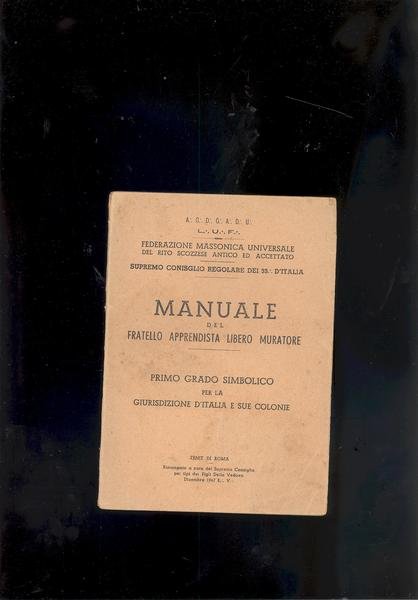 A∴ G∴ D∴ G∴ A∴ D∴ U∴
L∴ U∴ F∴
FEDERAZIONE MASSONICA UNIVERSALE
DEL RITO SCOZZESE ANTICO ED ACCETTATO
SUPREMO CONISGLIO REGOLARE DEI 33∴ D'ITALIA
MANUALE
DEL
FRATELLO APPRENDISTA LIBERO MURATORE
PRIMO GRADO SIMBOLICO
PER LA
GIURISDIZIONE D'ITALIA E SUE COLONIE
ZENIT DI ROMA
Ristampato a cura del Supremo Consiglio
per tipi dei Figli Della Vedova
Dicembre 1947 E∴ V∴